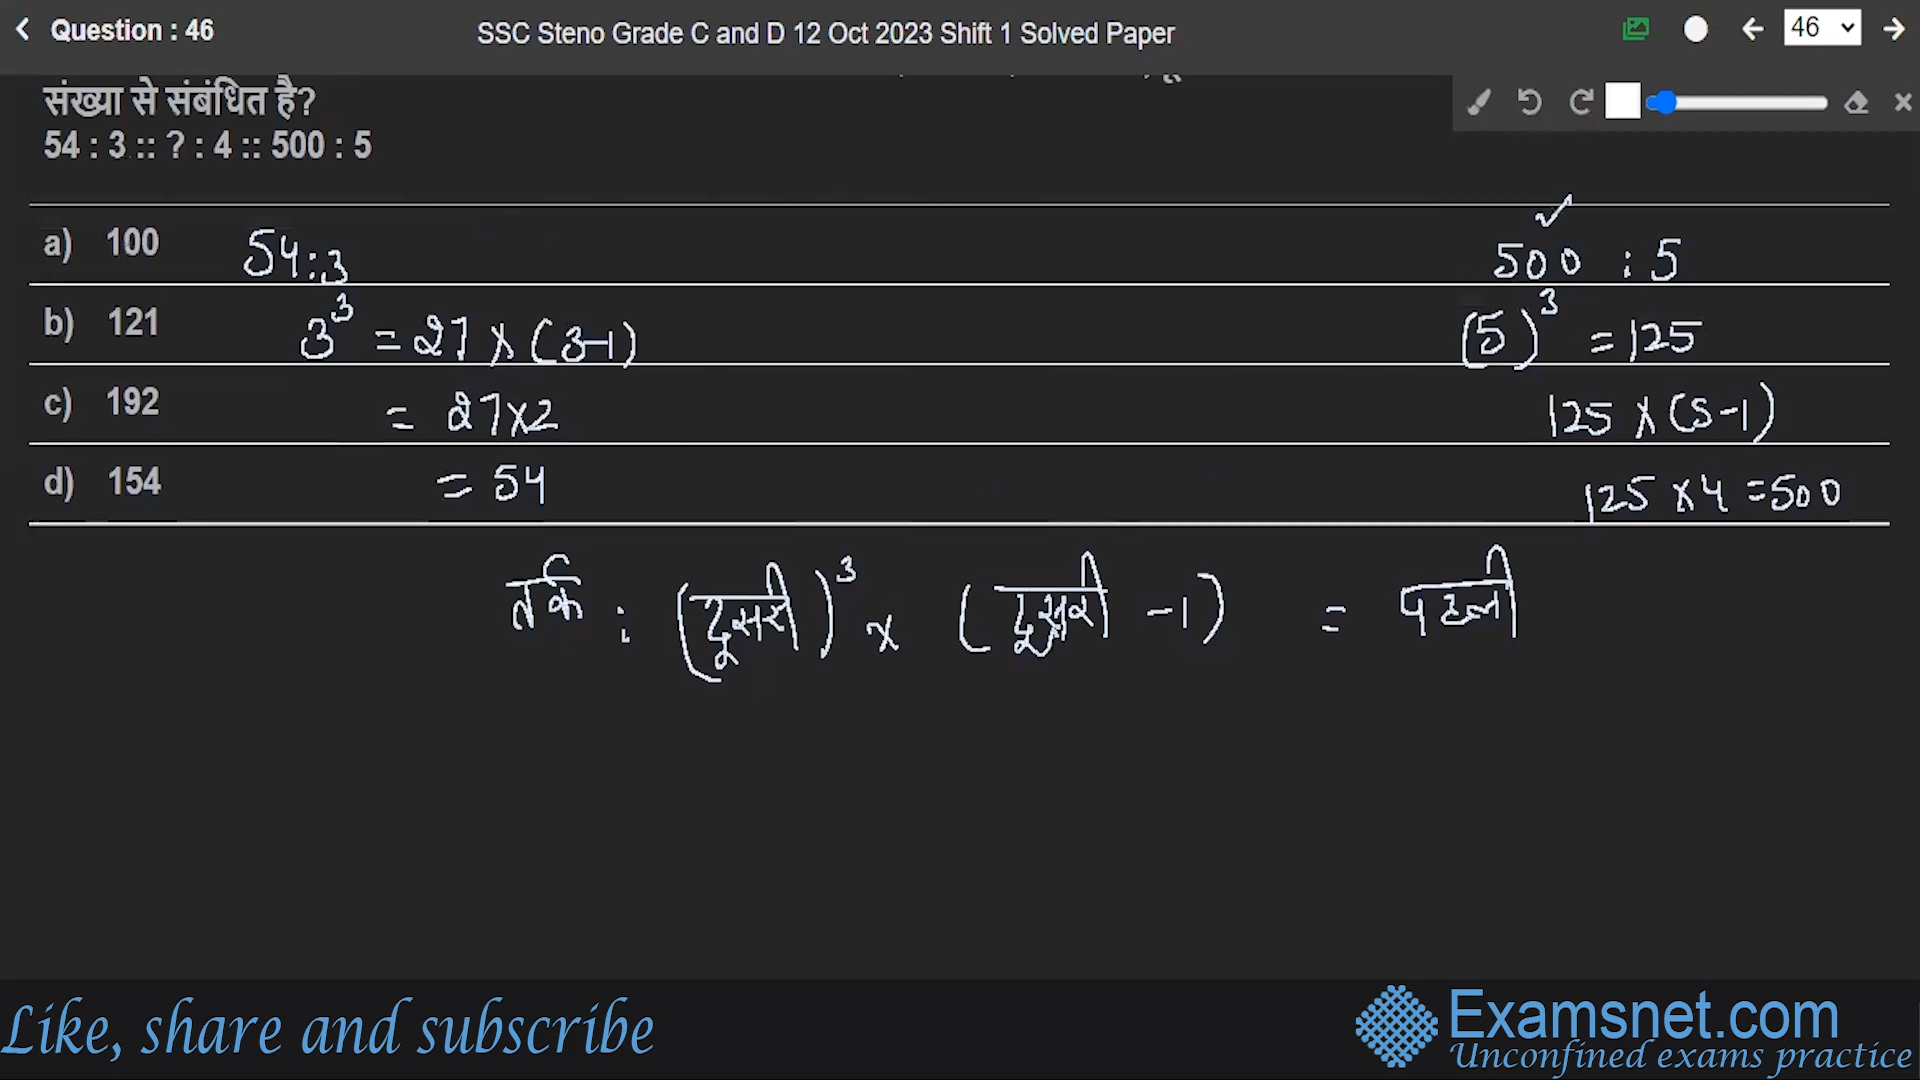 Question : 46
SSC Steno Grade C and D 12 Oct 2023 Shift 1 Solved Paper
46
संख्या से संबंधित है?
54 : 3 :: ? : 4 :: 500 : 5
a) 100
54 : 3
500 : 5
b) 121
3³ = 27 × (3-1)
(5)³ = 125
c) 192
= 27×2
125 × (5-1)
d) 154
= 54
125 × 4 = 500
तर्क : (दूसरी)³ × (दूसरी - 1) = पहली
Like, share and subscribe
Examsnet.com
Unconfined exams practice